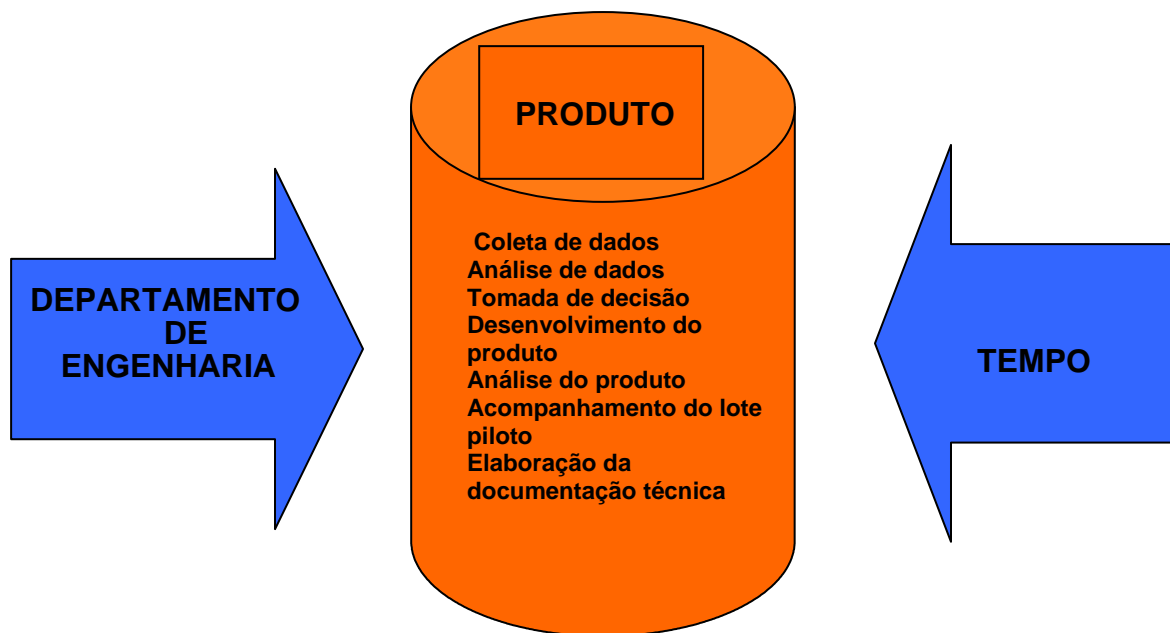 PRODUTO
Coleta de dados
Análise de dados
Tomada de decisão
Desenvolvimento do
produto
Análise do produto
Acompanhamento do lote
piloto
Elaboração da
documentação técnica
DEPARTAMENTO
DE
ENGENHARIA
TEMPO